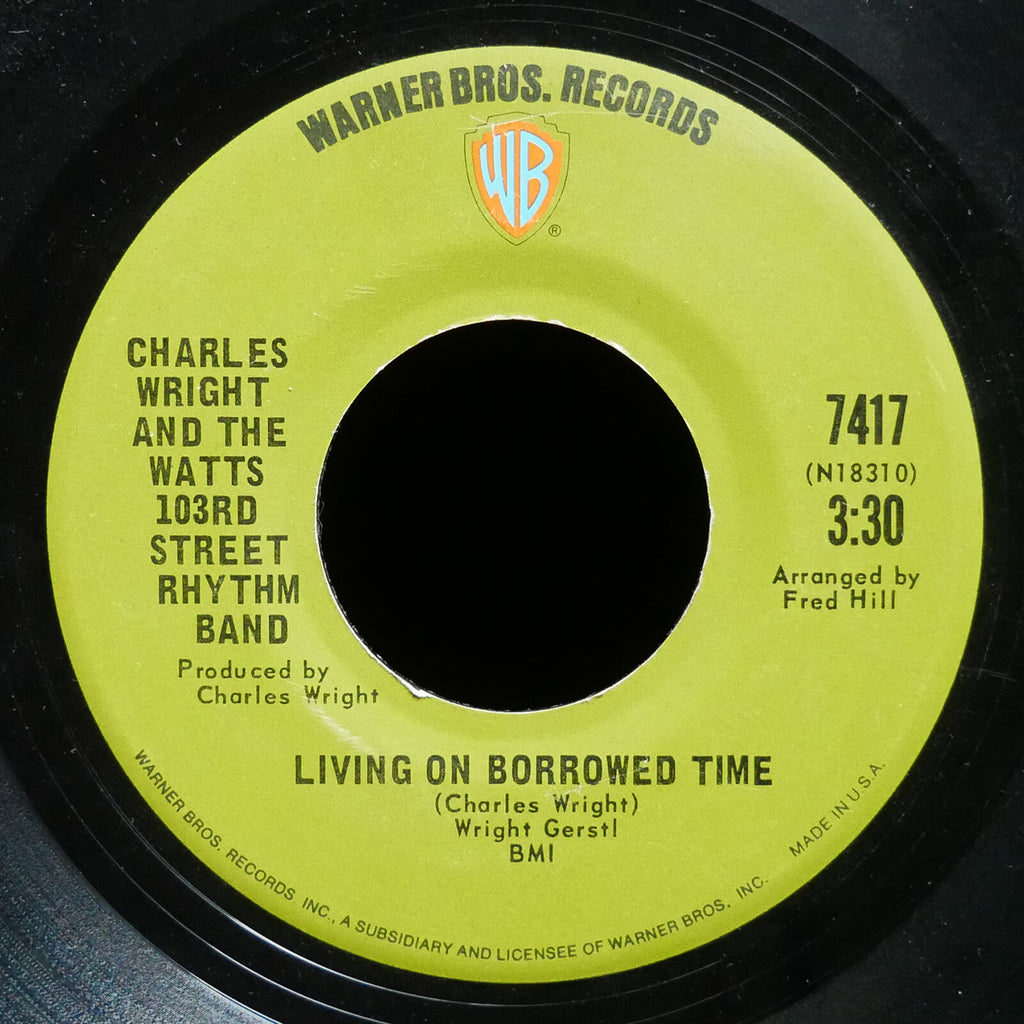 WARNER BROS. RECORDS
WB
®
CHARLES
WRIGHT
AND THE
WATTS
103RD
STREET
RHYTHM
BAND
Produced by
Charles Wright
7417
(N18310)
3:30
Arranged by
Fred Hill
LIVING ON BORROWED TIME
(Charles Wright)
Wright Gerstl
BMI
WARNER BROS. RECORDS INC., A SUBSIDIARY AND LICENSEE OF WARNER BROS. INC.
MADE IN U.S.A.